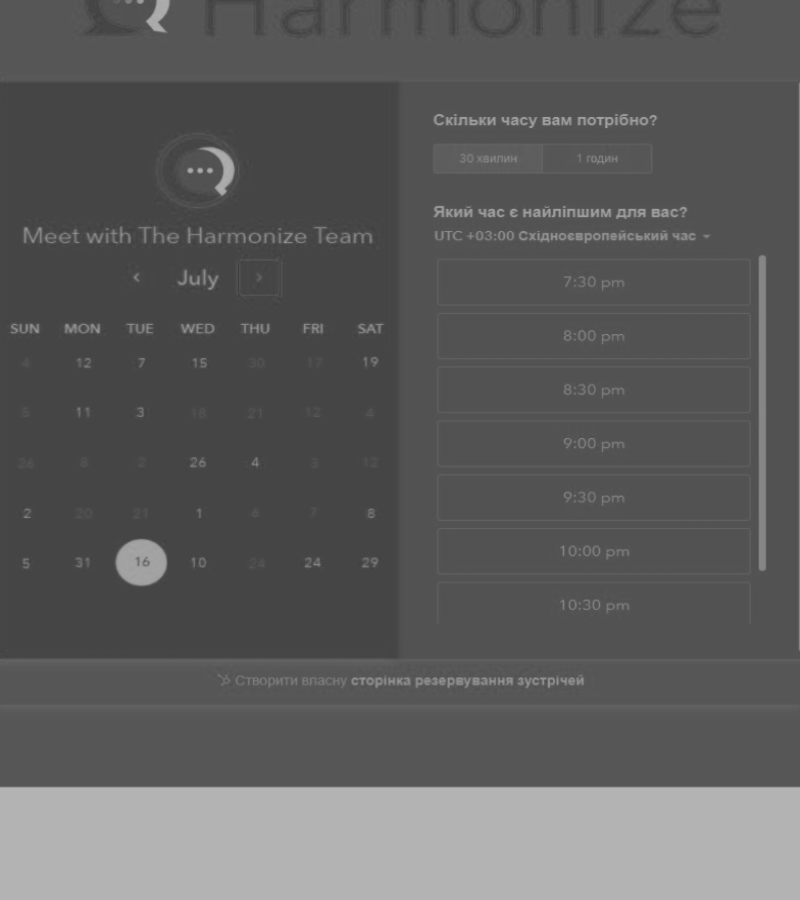 Harmonize
Meet with The Harmonize Team
July
SUN MON TUE WED THU FRI SAT
4 12 7 15 30 17 19
11 3 18 21 12 4
26 8 2 26 4 3 12
2 20 21 1 6 7 8
5 31 16 10 24 24 29
Скільки часу вам потрібно?
30 хвилин 1 годин
Який час є найліпшим для вас?
UTC +03:00 Східноєвропейський час
7:30 pm
8:00 pm
8:30 pm
9:00 pm
9:30 pm
10:00 pm
10:30 pm
Створити власну сторінка резервування зустрічей